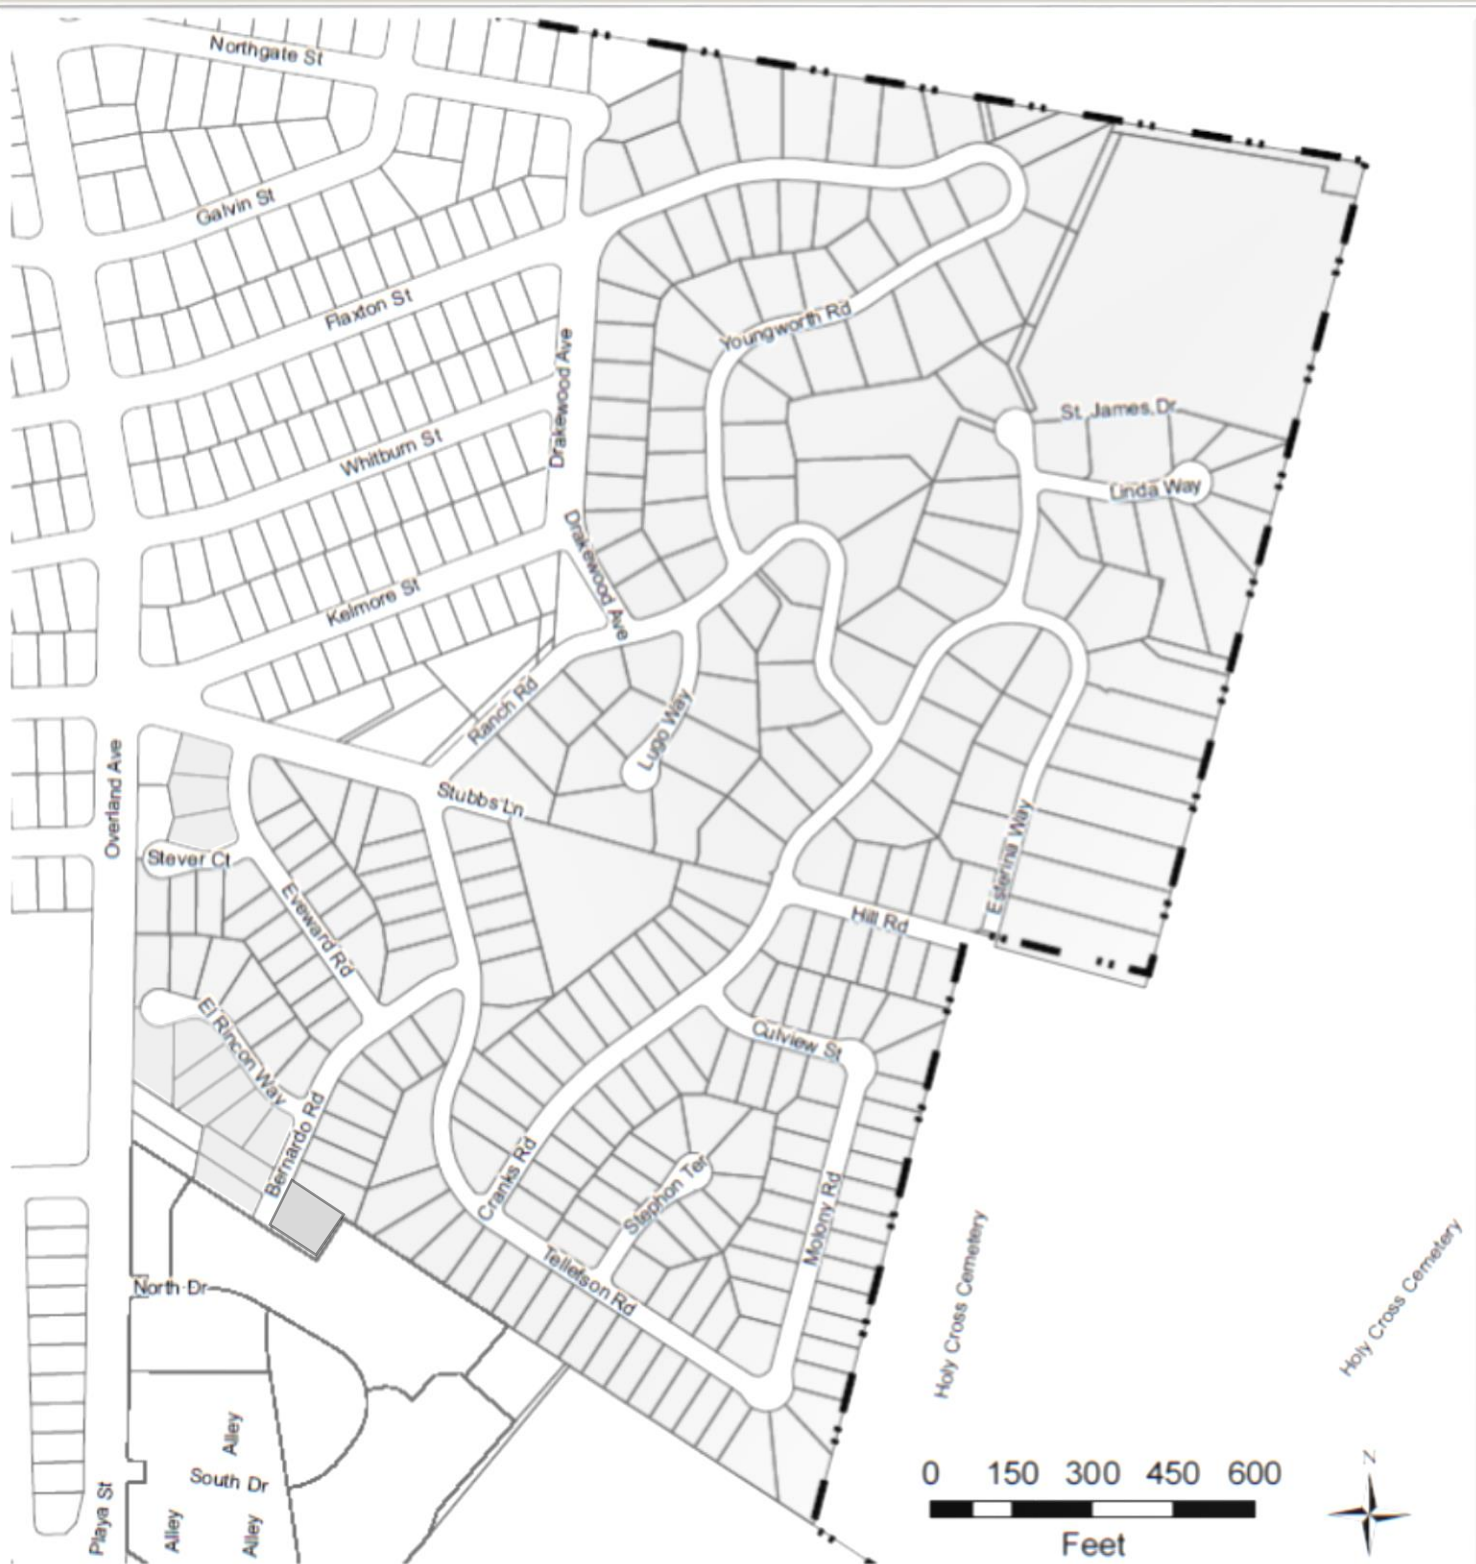 Northgate St
Galvin St
Flaxton St
Youngworth Rd
Drakewood Ave
St. James Dr
Whitburn St
Linda Way
Drakewood Ave
Kelmore St
Ranch Rd
Lugo Way
Overland Ave
Stubbs Ln
Stever Ct
Esterina Way
Eveward Rd
Hill Rd
El Rincon Way
Culview St
Bernardo Rd
Cranks Rd
Stephon Ter
Molony Rd
Tellefson Rd
North Dr
Holy Cross Cemetery
Holy Cross Cemetery
Alley
South Dr
Playa St
Alley
Alley
0 150 300 450 600
Feet
N